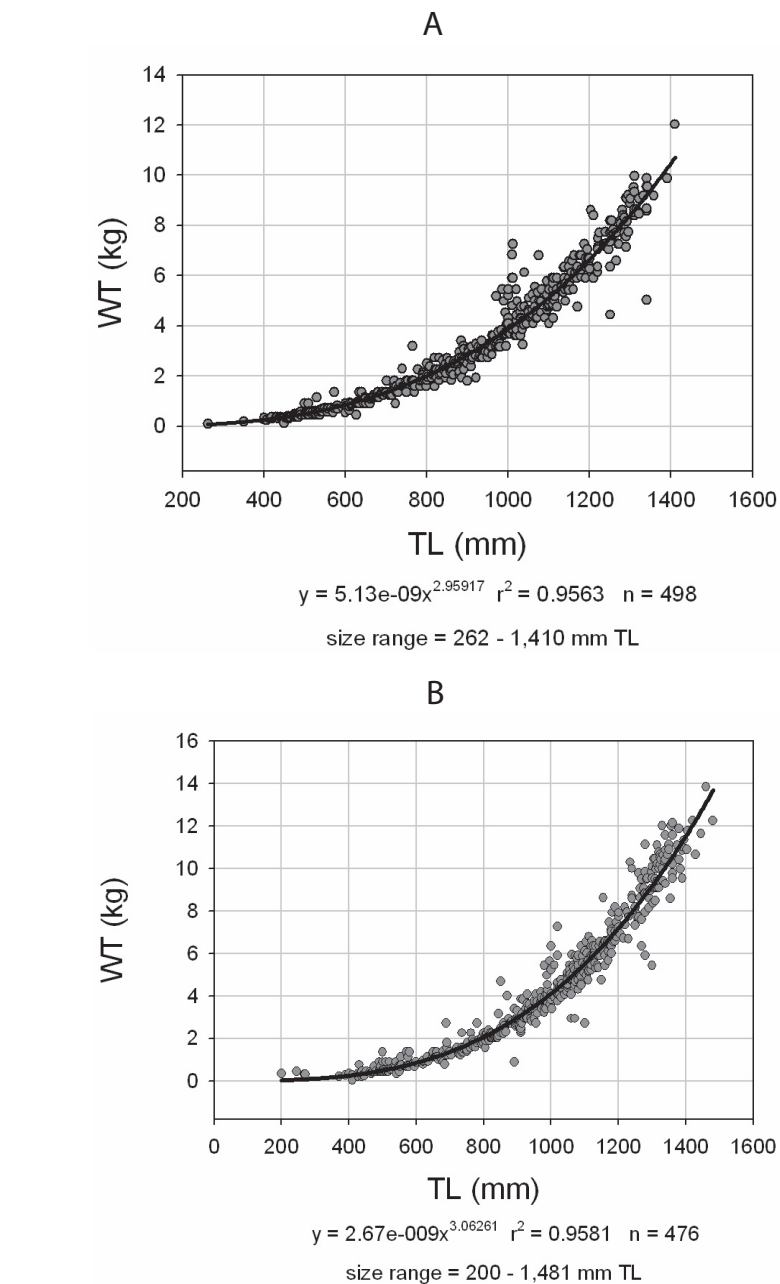 A
14
12
10
8
6
4
2
0
WT (kg)
200 400 600 800 1000 1200 1400 1600
TL (mm)
y = 5.13e-09x^2.95917 r^2 = 0.9563 n = 498
size range = 262 - 1,410 mm TL
B
16
14
12
10
8
6
4
2
0
WT (kg)
0 200 400 600 800 1000 1200 1400 1600
TL (mm)
y = 2.67e-009x^3.06261 r^2 = 0.9581 n = 476
size range = 200 - 1,481 mm TL